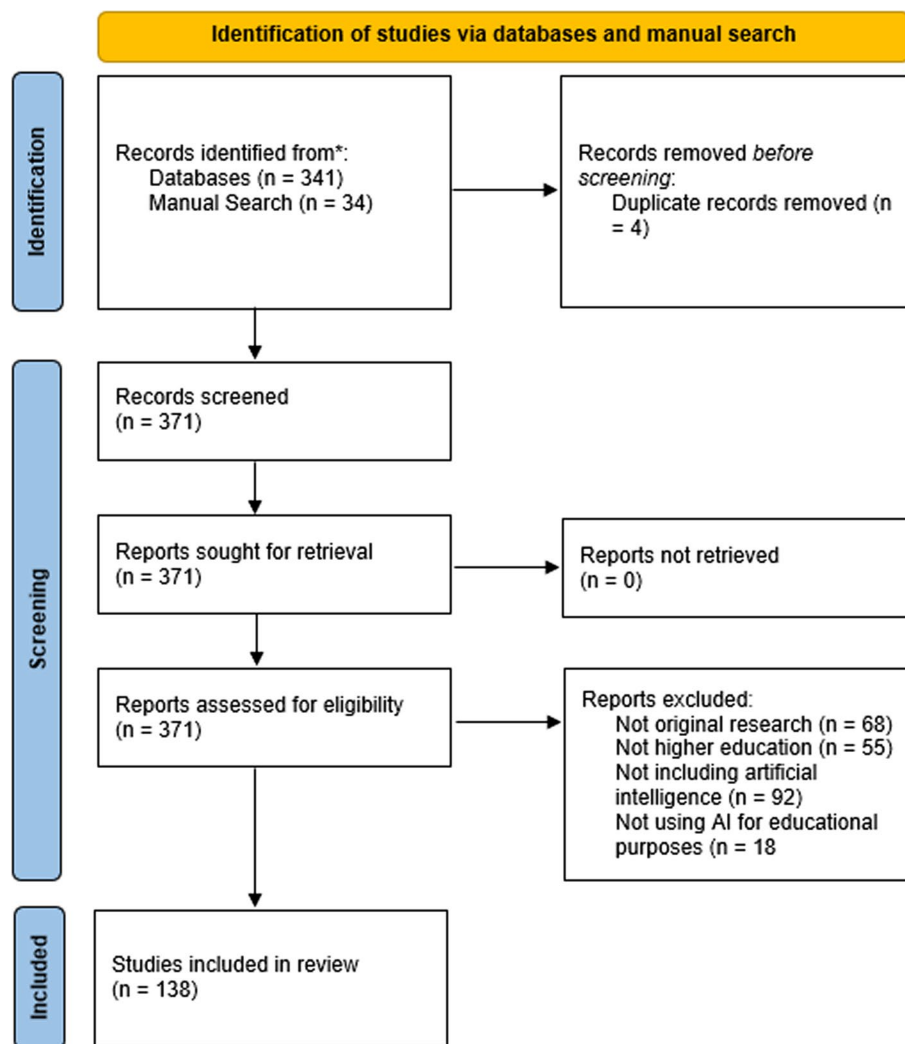 Identification of studies via databases and manual search
Identification
Records identified from*:
Databases (n = 341)
Manual Search (n = 34)
Records removed before
screening:
Duplicate records removed (n
= 4)
Screening
Records screened
(n = 371)
Reports sought for retrieval
(n = 371)
Reports not retrieved
(n = 0)
Reports assessed for eligibility
(n = 371)
Reports excluded:
Not original research (n = 68)
Not higher education (n = 55)
Not including artificial
intelligence (n = 92)
Not using AI for educational
purposes (n = 18
Included
Studies included in review
(n = 138)